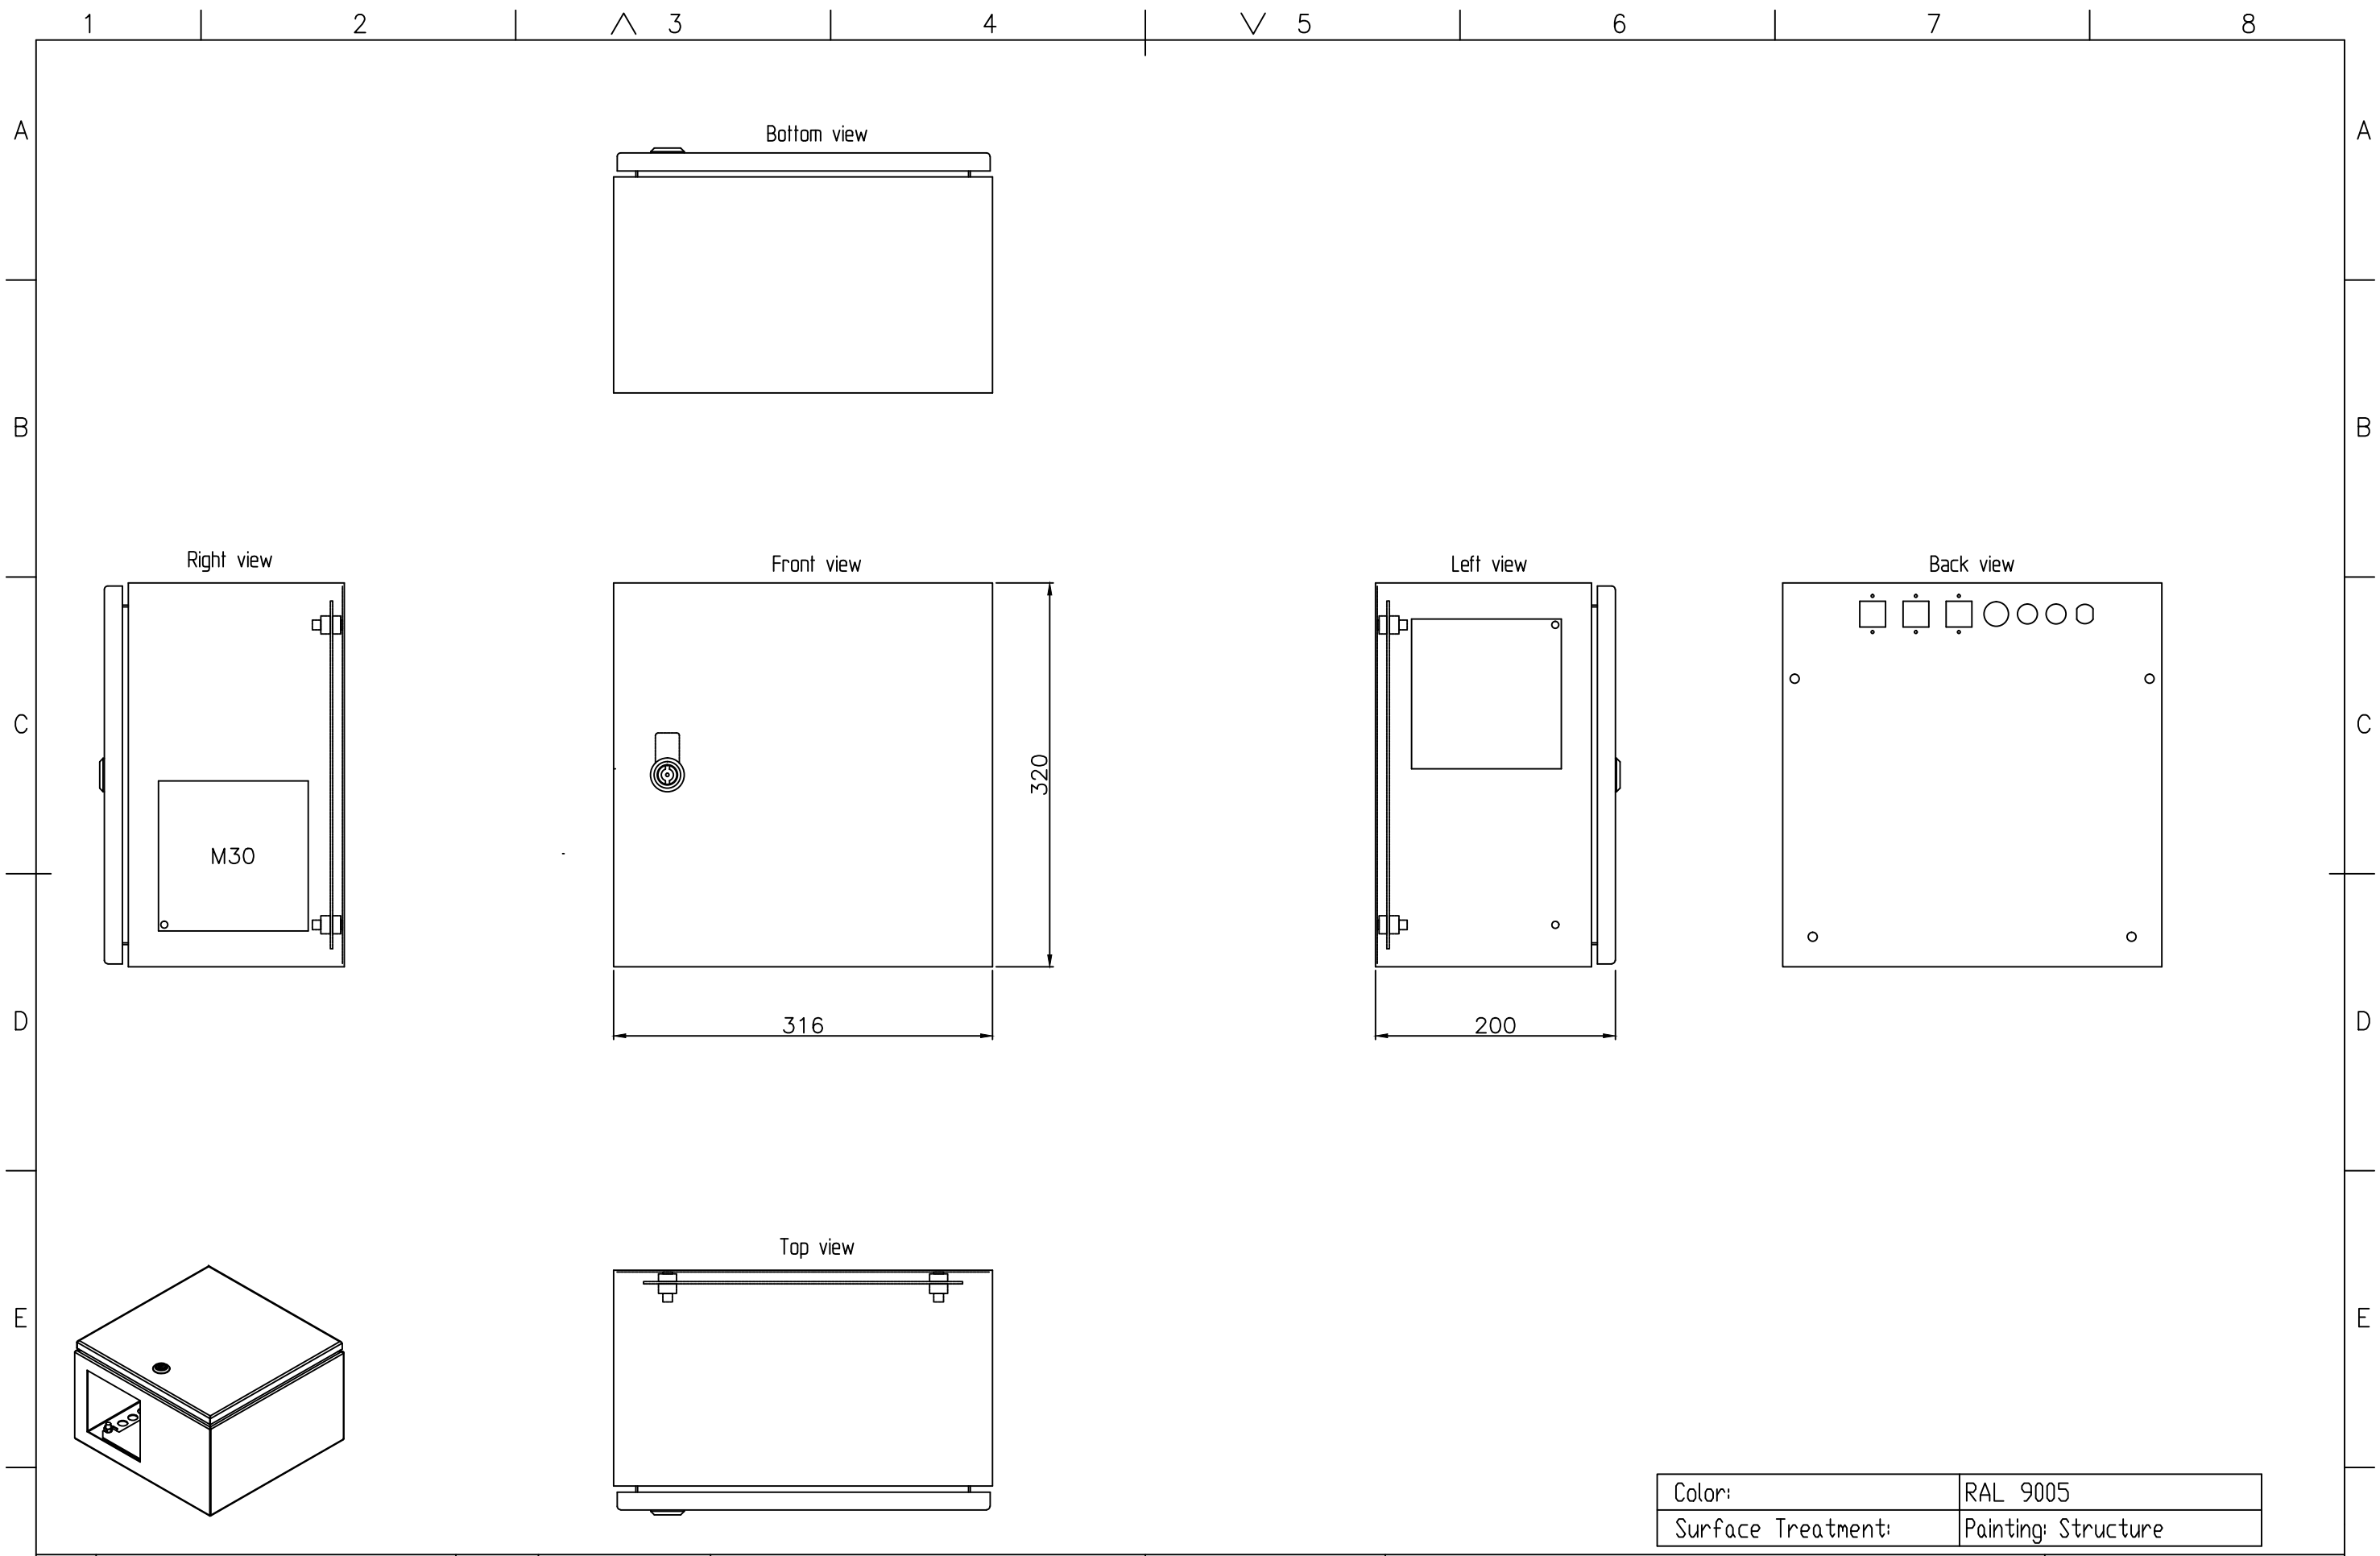 1 2 3 4 5 6 7 8
A A
Bottom view
B B
Right view Front view Left view Back view
C C
320
M30
D D
316 200
Top view
E E
Color: RAL 9005
Surface Treatment: Painting: Structure